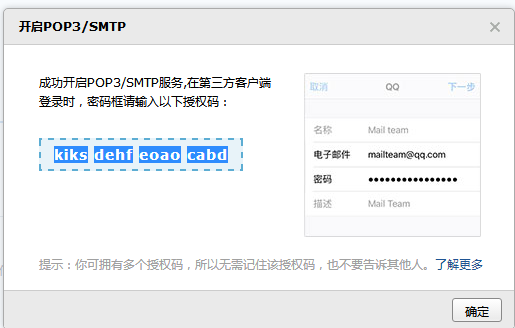 开启POP3/SMTP
成功开启POP3/SMTP服务,在第三方客户端
登录时，密码框请输入以下授权码：
kiks dehf eoao cabd
取消 QQ 下一步
名称 Mail team
电子邮件 mailteam@qq.com
密码 ●●●●●●●●●●●●●●●●
描述 Mail Team
提示：你可拥有多个授权码，所以无需记住该授权码，也不要告诉其他人。了解更多
确定